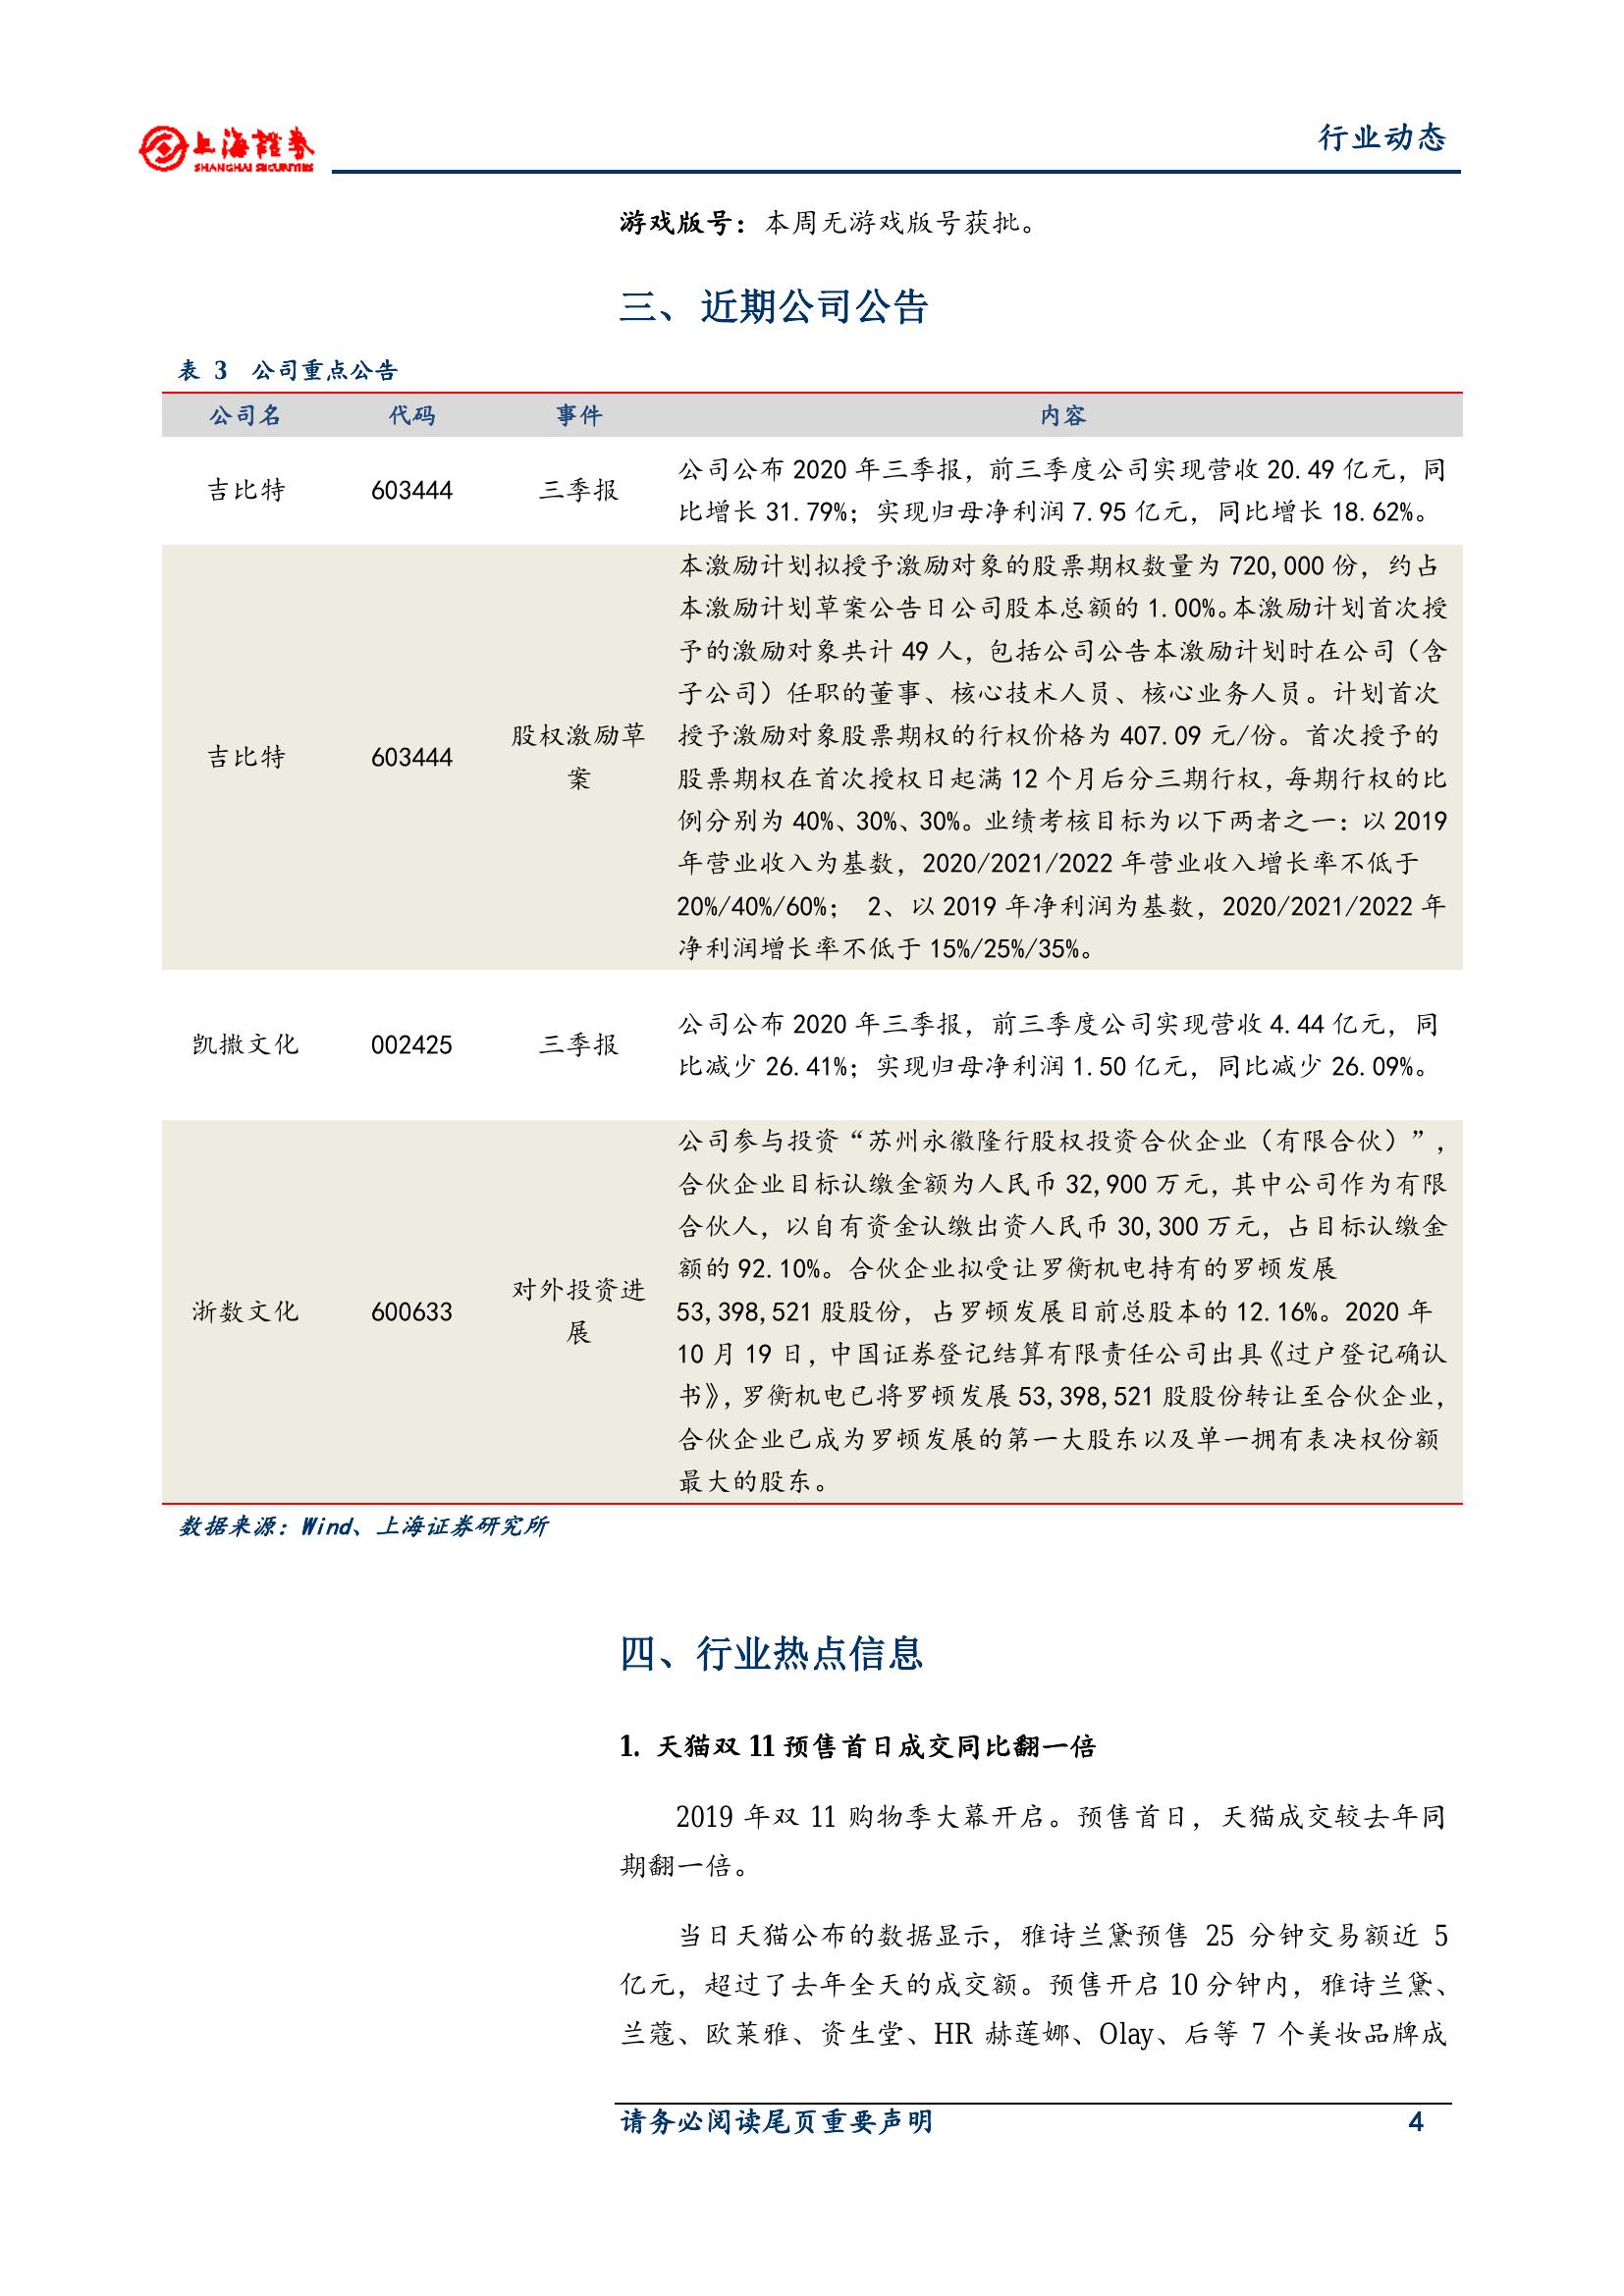 上海證券
SHANGHAI SECURITIES
行业动态
游戏版号：本周无游戏版号获批。
三、近期公司公告
表 3 公司重点公告
公司名 代码 事件 内容
吉比特 603444 三季报
公司公布 2020 年三季报，前三季度公司实现营收 20.49 亿元，同
比增长 31.79%；实现归母净利润 7.95 亿元，同比增长 18.62%。
吉比特 603444 股权激励草
案
本激励计划拟授予激励对象的股票期权数量为 720,000 份，约占
本激励计划草案公告日公司股本总额的 1.00%。本激励计划首次授
予的激励对象共计 49 人，包括公司公告本激励计划时在公司（含
子公司）任职的董事、核心技术人员、核心业务人员。计划首次
授予激励对象股票期权的行权价格为 407.09 元/份。首次授予的
股票期权在首次授权日起满 12 个月后分三期行权，每期行权的比
例分别为 40%、30%、30%。业绩考核目标为以下两者之一：以 2019
年营业收入为基数，2020/2021/2022 年营业收入增长率不低于
20%/40%/60%； 2、以 2019 年净利润为基数，2020/2021/2022 年
净利润增长率不低于 15%/25%/35%。
凯撒文化 002425 三季报
公司公布 2020 年三季报，前三季度公司实现营收 4.44 亿元，同
比减少 26.41%；实现归母净利润 1.50 亿元，同比减少 26.09%。
浙数文化 600633 对外投资进
展
公司参与投资“苏州永徽隆行股权投资合伙企业（有限合伙）”，
合伙企业目标认缴金额为人民币 32,900 万元，其中公司作为有限
合伙人，以自有资金认缴出资人民币 30,300 万元，占目标认缴金
额的 92.10%。合伙企业拟受让罗衡机电持有的罗顿发展
53,398,521 股股份，占罗顿发展目前总股本的 12.16%。2020 年
10 月 19 日，中国证券登记结算有限责任公司出具《过户登记确认
书》，罗衡机电已将罗顿发展 53,398,521 股股份转让至合伙企业，
合伙企业已成为罗顿发展的第一大股东以及单一拥有表决权份额
最大的股东。
数据来源：Wind、上海证券研究所
四、行业热点信息
1. 天猫双 11 预售首日成交同比翻一倍
2019 年双 11 购物季大幕开启。预售首日，天猫成交较去年同
期翻一倍。
当日天猫公布的数据显示，雅诗兰黛预售 25 分钟交易额近 5
亿元，超过了去年全天的成交额。预售开启 10 分钟内，雅诗兰黛、
兰蔻、欧莱雅、资生堂、HR 赫莲娜、Olay、后等 7 个美妆品牌成
请务必阅读尾页重要声明 4